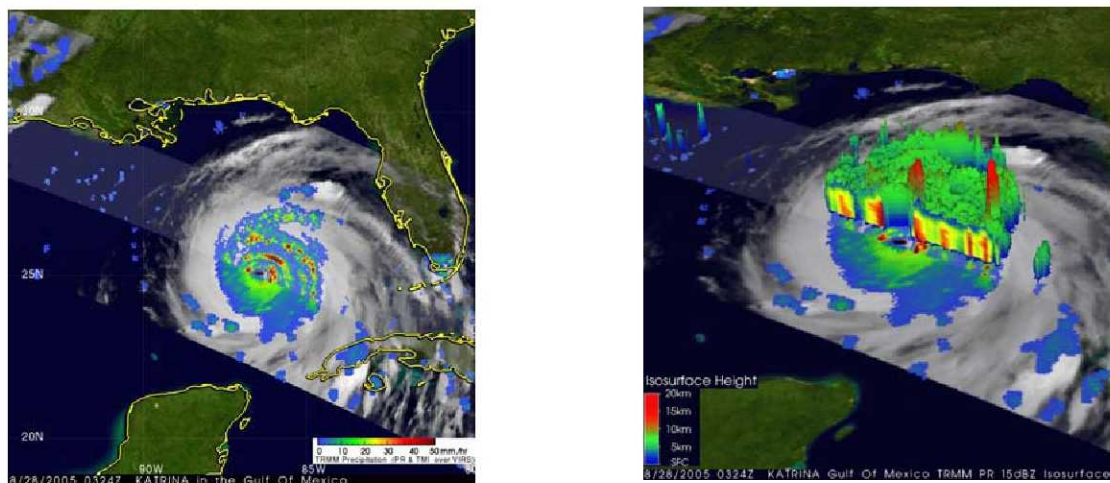 30N
25N
20N
90W 85W 80
0 10 20 30 40 50mm/hr
TRMM Precipitation (PR & TMI over VIRS)
8/28/2005 0324Z KATRINA in the Gulf Of Mexico
Isosurface Height
20km
15km
10km
5km
SFC
8/28/2005 0324Z KATRINA Gulf Of Mexico TRMM PR 15dBZ Isosurface